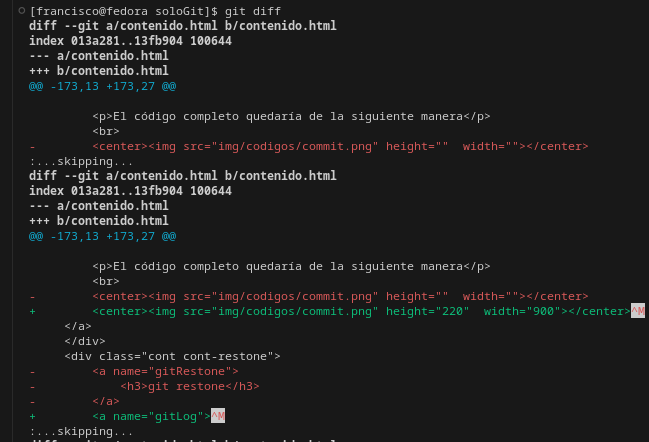 [francisco@fedora soloGit]$ git diff
diff --git a/contenido.html b/contenido.html
index 013a281..13fb904 100644
--- a/contenido.html
+++ b/contenido.html
@@ -173,13 +173,27 @@
<p>El código completo quedaría de la siguiente manera</p>
<br>
-        <center><img src="img/codigos/commit.png" height=""  width=""></center>
:...skipping...
diff --git a/contenido.html b/contenido.html
index 013a281..13fb904 100644
--- a/contenido.html
+++ b/contenido.html
@@ -173,13 +173,27 @@
<p>El código completo quedaría de la siguiente manera</p>
<br>
-        <center><img src="img/codigos/commit.png" height=""  width=""></center>
+        <center><img src="img/codigos/commit.png" height="220"  width="900"></center>^M
</a>
</div>
<div class="cont cont-restone">
-        <a name="gitRestone">
-            <h3>git restone</h3>
-        </a>
+        <a name="gitLog">^M
:...skipping...